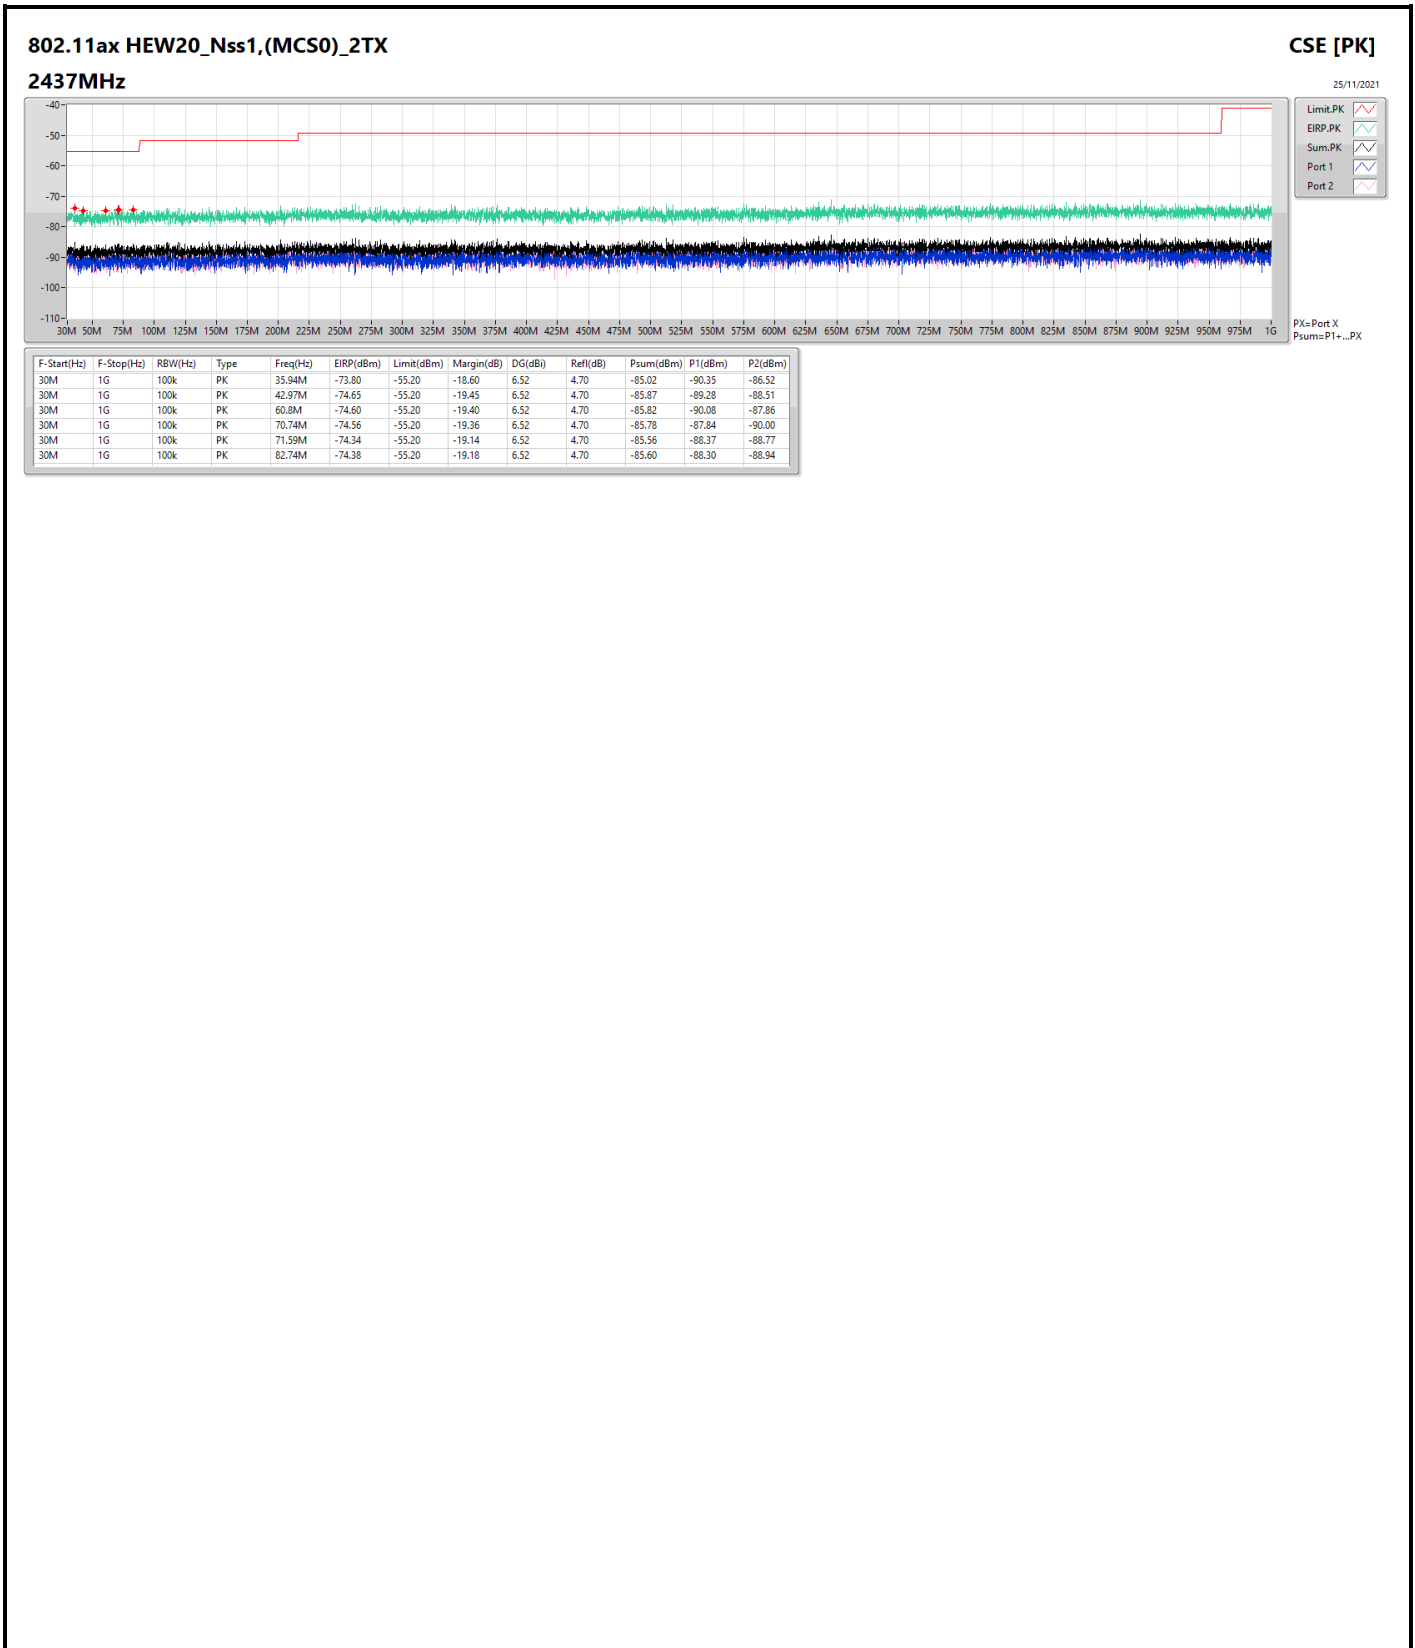 802.11ax HEW20_Nss1,(MCS0)_2TX
CSE [PK]
2437MHz
25/11/2021
-40
-50
-60
-70
-80
-90
-100
-110
30M 50M 75M 100M 125M 150M 175M 200M 225M 250M 275M 300M 325M 350M 375M 400M 425M 450M 475M 500M 525M 550M 575M 600M 625M 650M 675M 700M 725M 750M 775M 800M 825M 850M 875M 900M 925M 950M 975M 1G
Limit.PK
EIRP.PK
Sum.PK
Port 1
Port 2
PX=Port X
Psum=P1+...PX
F-Start(Hz) F-Stop(Hz) RBW(Hz) Type Freq(Hz) EIRP(dBm) Limit(dBm) Margin(dB) DG(dBi) Refl(dB) Psum(dBm) P1(dBm) P2(dBm)
30M 1G 100k PK 35.94M -73.80 -55.20 -18.60 6.52 4.70 -85.02 -90.35 -86.52
30M 1G 100k PK 42.97M -74.65 -55.20 -19.45 6.52 4.70 -85.87 -89.28 -88.51
30M 1G 100k PK 60.8M -74.60 -55.20 -19.40 6.52 4.70 -85.82 -90.08 -87.86
30M 1G 100k PK 70.74M -74.56 -55.20 -19.36 6.52 4.70 -85.78 -87.84 -90.00
30M 1G 100k PK 71.59M -74.34 -55.20 -19.14 6.52 4.70 -85.56 -88.37 -88.77
30M 1G 100k PK 82.74M -74.38 -55.20 -19.18 6.52 4.70 -85.60 -88.30 -88.94